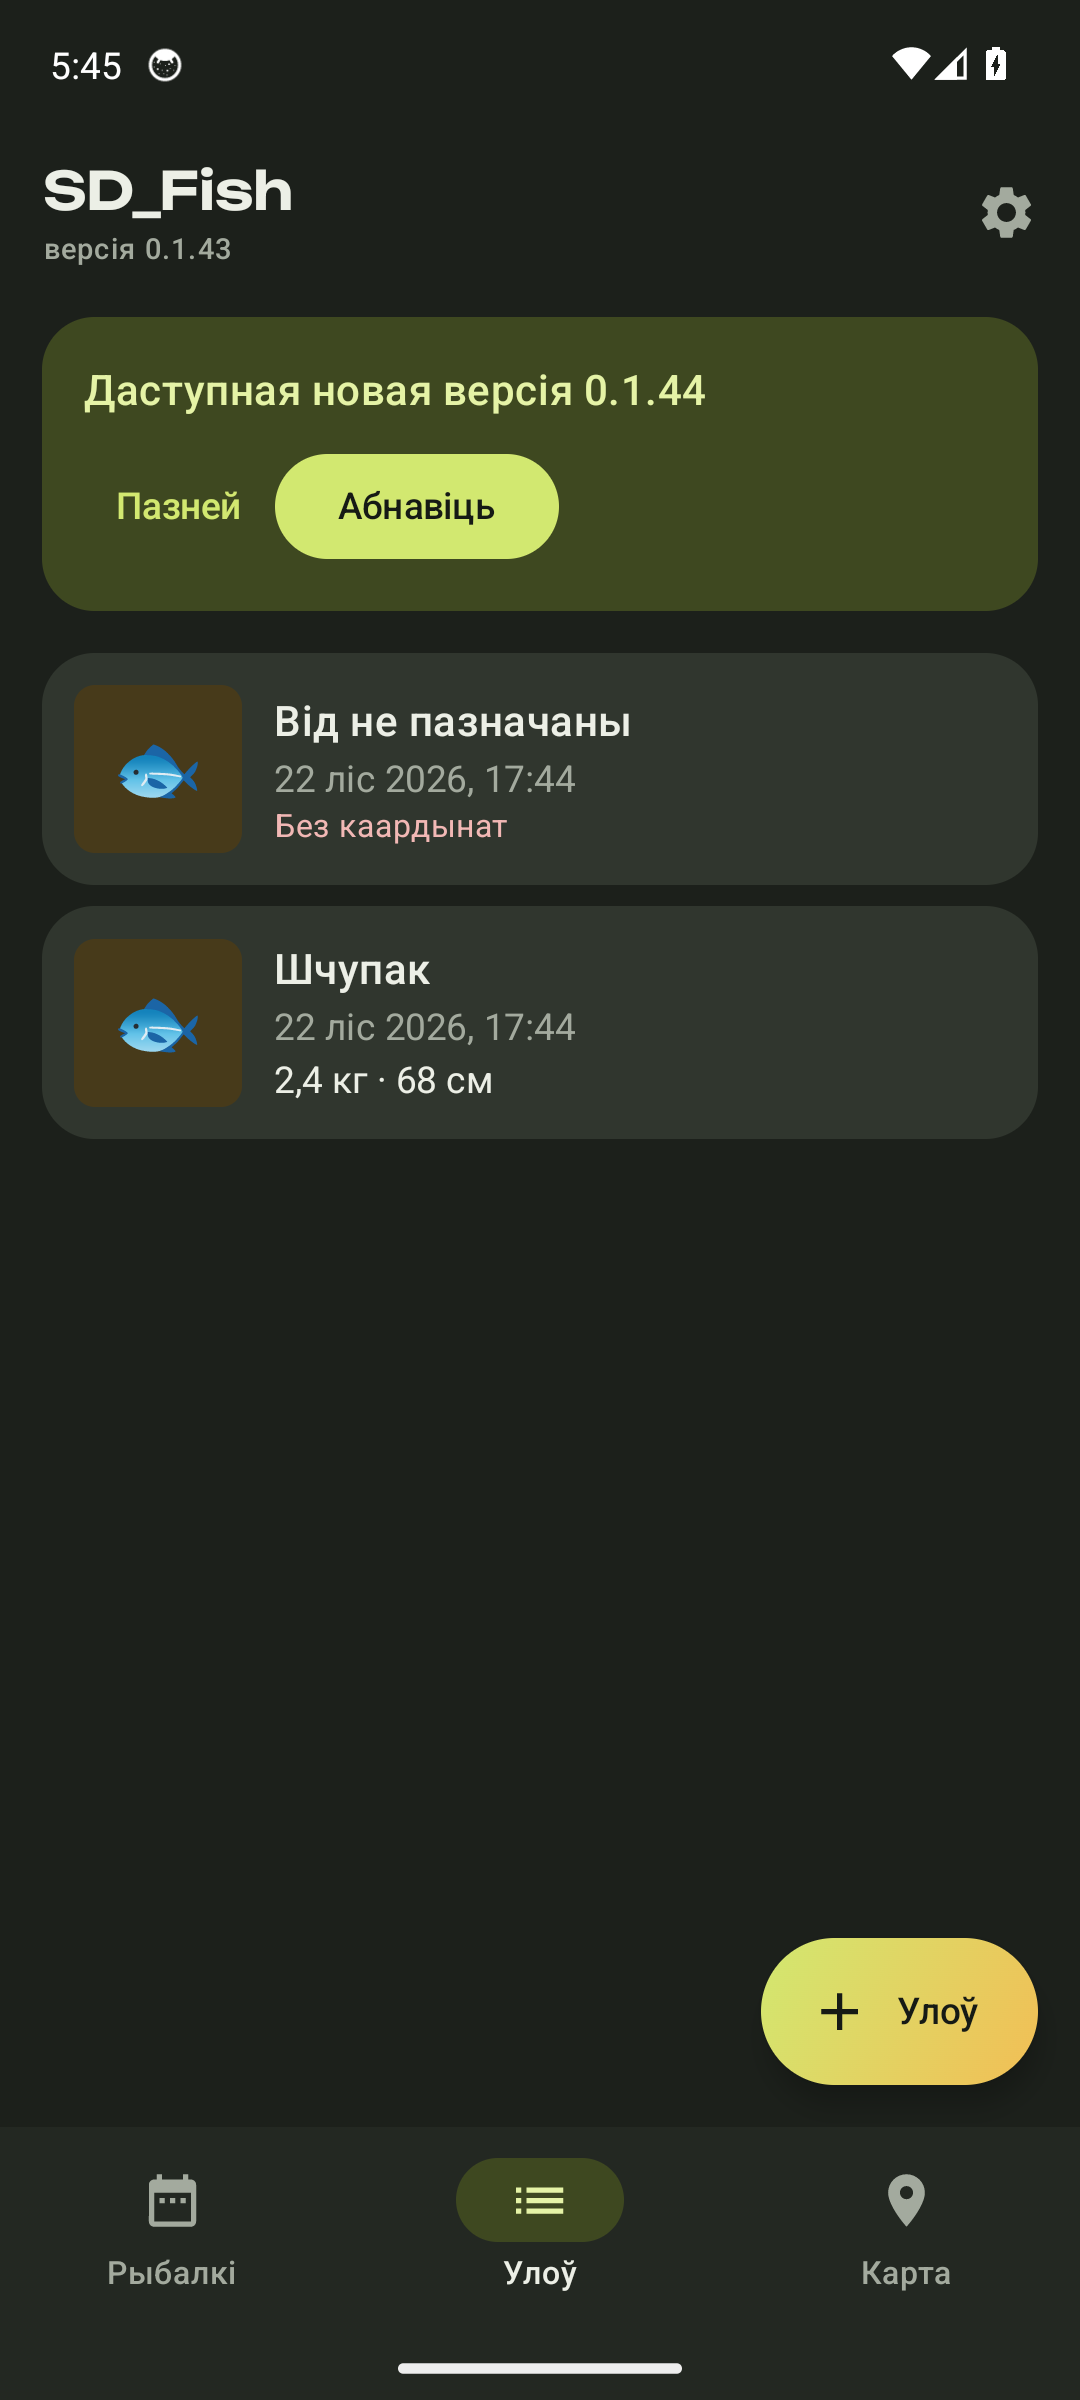 5:45
SD_Fish
версія 0.1.43
Даступная новая версія 0.1.44
Пазней
Абнавіць
Від не пазначаны
22 ліс 2026, 17:44
Без каардынат
Шчупак
22 ліс 2026, 17:44
2,4 кг · 68 см
+ Улоў
Рыбалкі
Улоў
Карта